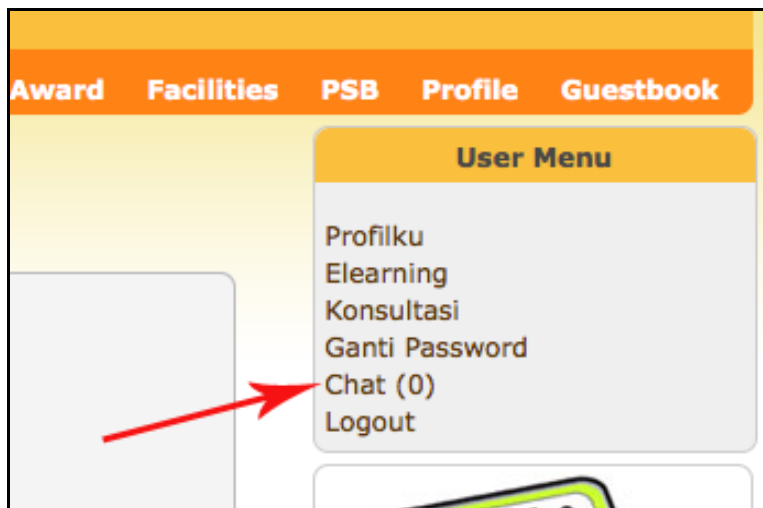 Award Facilities PSB Profile Guestbook
User Menu
Profilku
Elearning
Konsultasi
Ganti Password
Chat (0)
Logout